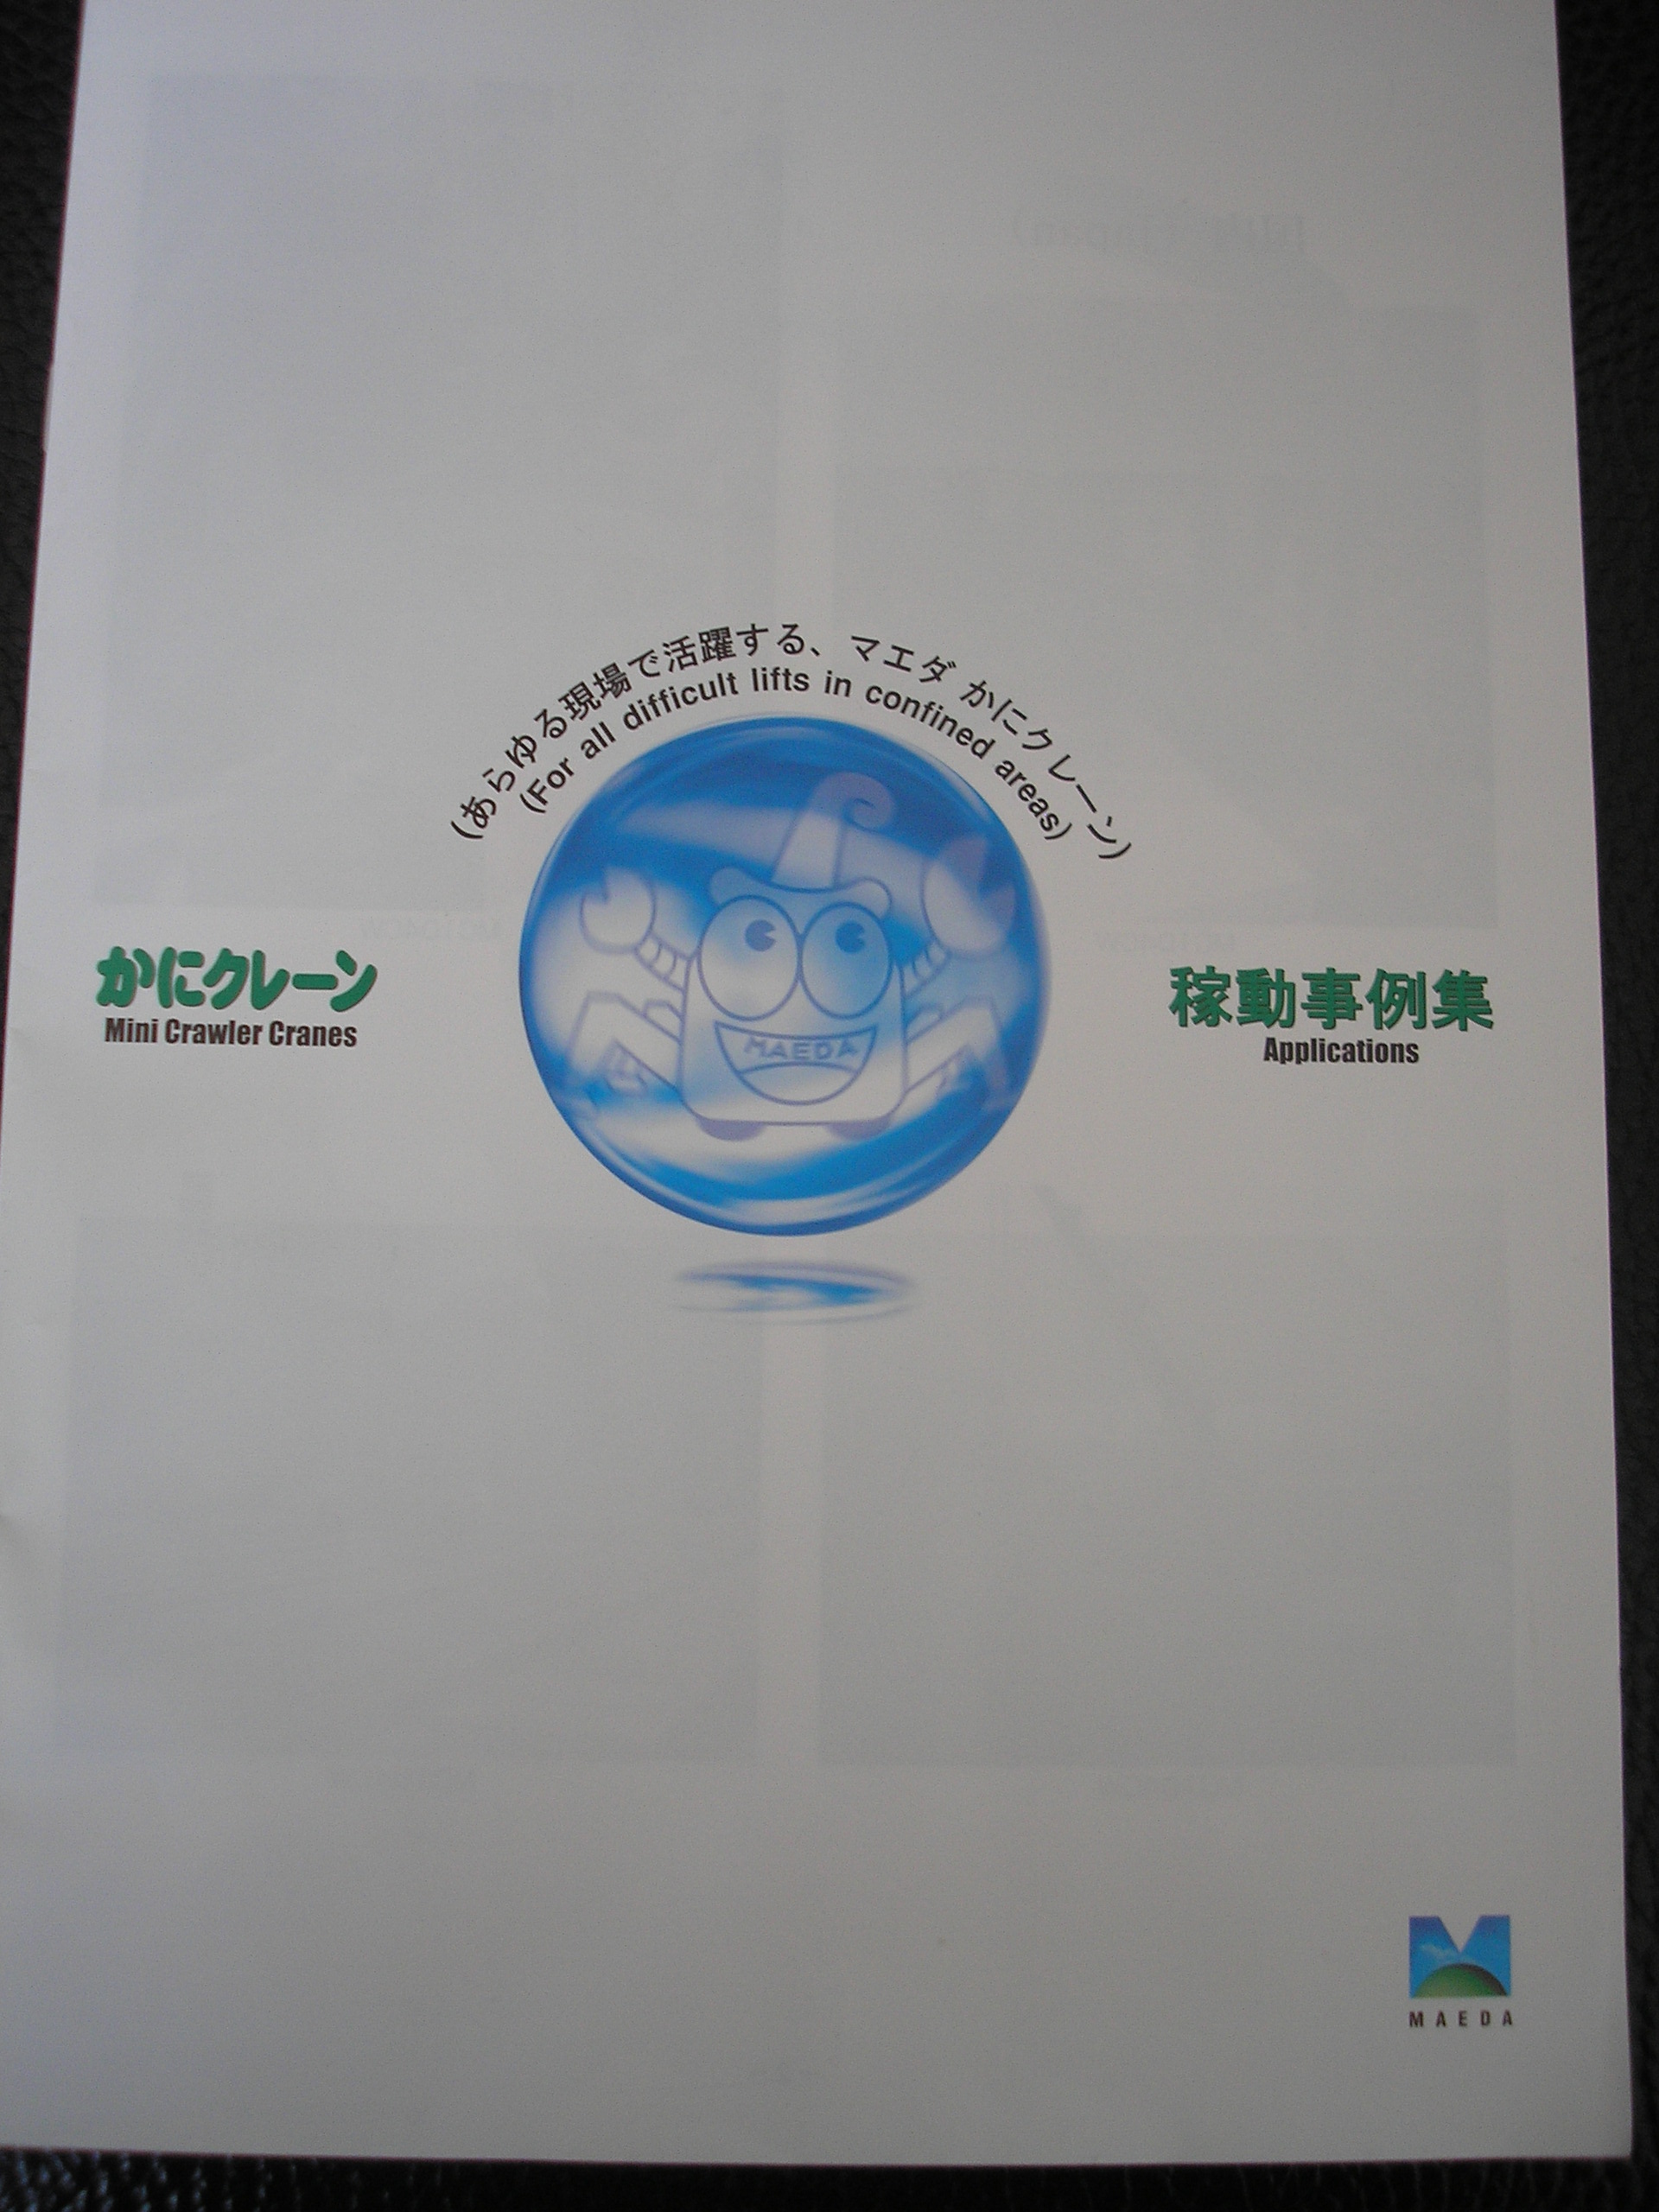 (あらゆる現場で活躍する、マエダ かにクレーン)
(For all difficult lifts in confined areas)
MAEDA
かにクレーン
Mini Crawler Cranes
稼動事例集
Applications
MAEDA